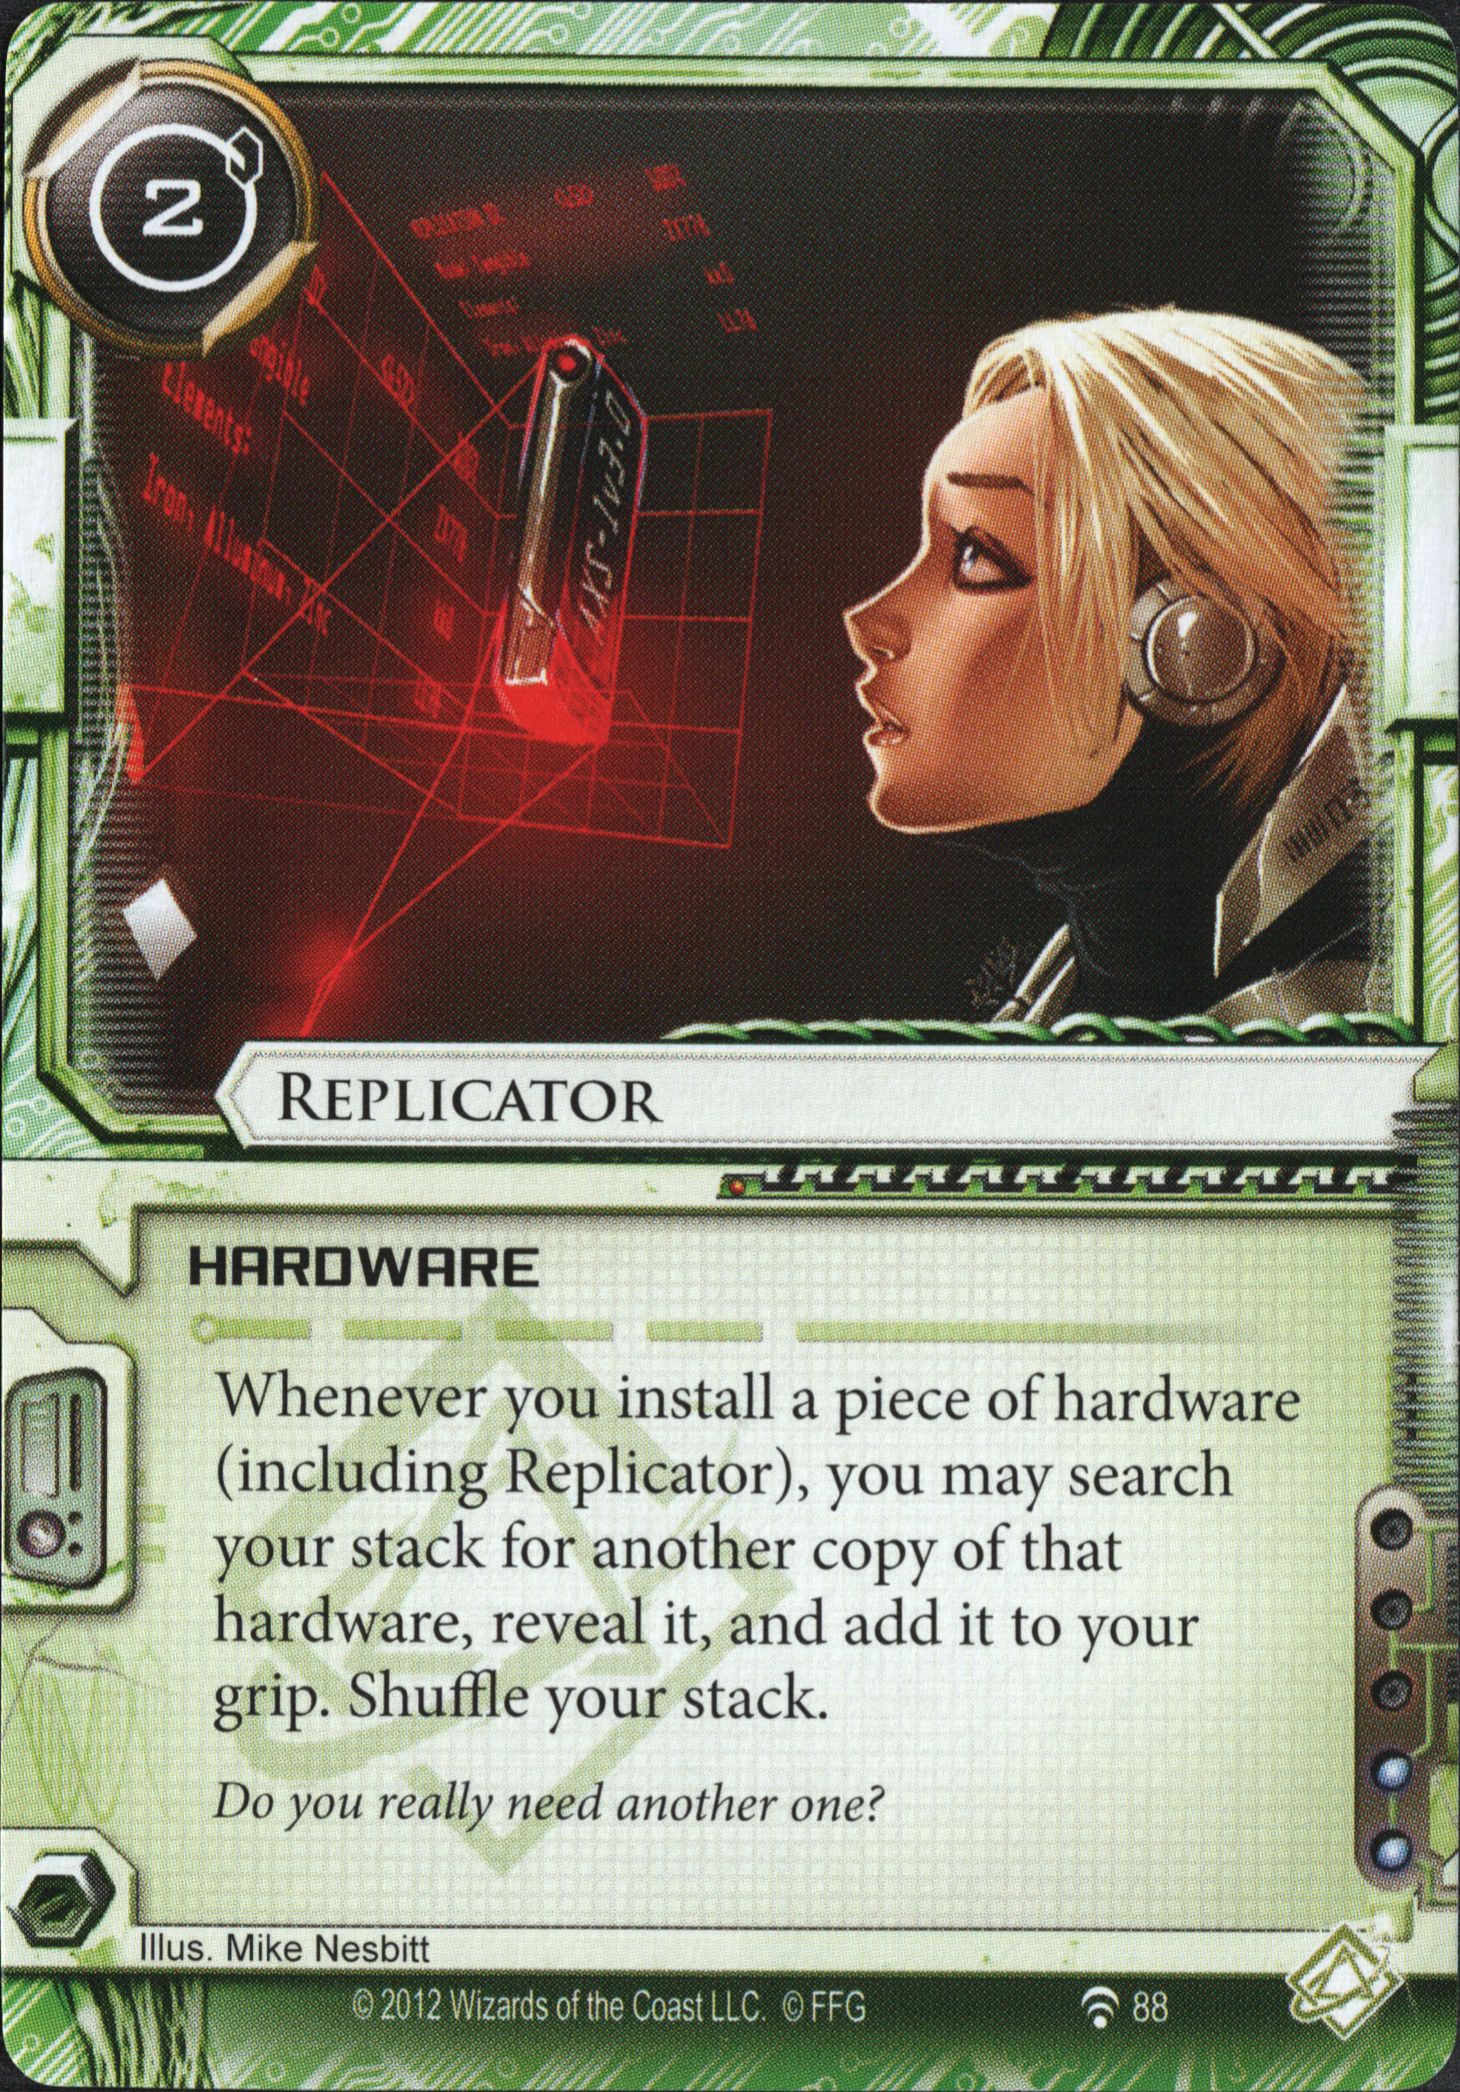 2
Elements:
REPLICATOR
HARDWARE
Whenever you install a piece of hardware
(including Replicator), you may search
your stack for another copy of that
hardware, reveal it, and add it to your
grip. Shuffle your stack.
Do you really need another one?
Illus. Mike Nesbitt
© 2012 Wizards of the Coast LLC. © FFG
88